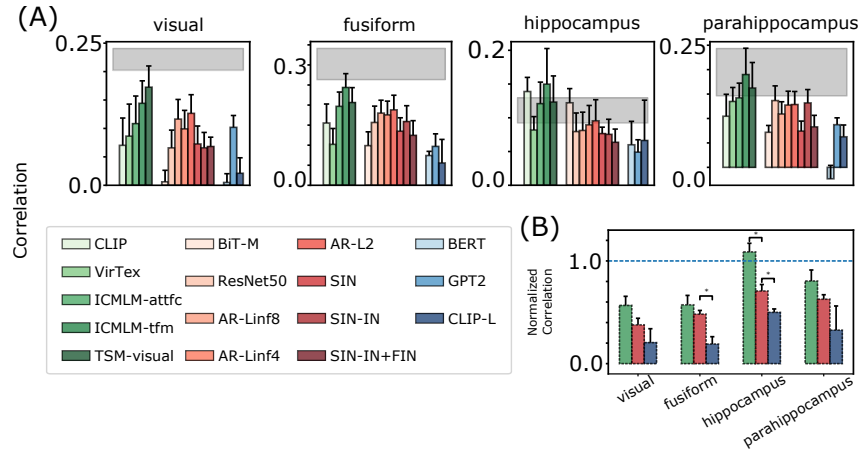 (A)
visual
fusiform
hippocampus
parahippocampus
0.25
0.0
0.3
0.0
0.2
0.1
0.0
0.25
0.0
Correlation
CLIP
VirTex
ICMLM-attfc
ICMLM-tfm
TSM-visual
BiT-M
ResNet50
AR-Linf8
AR-Linf4
AR-L2
SIN
SIN-IN
SIN-IN+FIN
BERT
GPT2
CLIP-L
(B)
Normalized
Correlation
1.0
0.0
*
*
*
visual
fusiform
hippocampus
parahippocampus